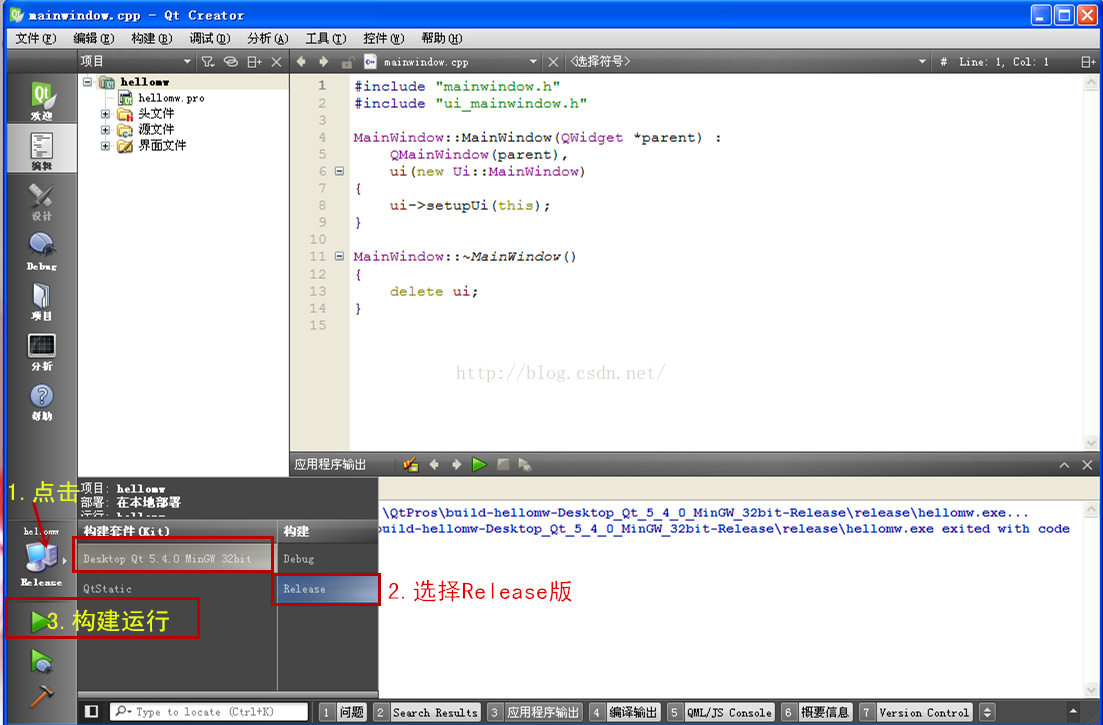 mainwindow.cpp - Qt Creator
文件(F) 编辑(E) 构建(B) 调试(D) 分析(A) 工具(T) 控件(W) 帮助(H)
项目
mainwindow.cpp
<选择符号>
# Line: 1, Col: 1
欢迎
编辑
设计
Debug
项目
分析
帮助
hellomw
hellomw.pro
头文件
源文件
界面文件
1 #include "mainwindow.h"
2 #include "ui_mainwindow.h"
3
4 MainWindow::MainWindow(QWidget *parent) :
5 QMainWindow(parent),
6 ui(new Ui::MainWindow)
7 {
8 ui->setupUi(this);
9 }
10
11 MainWindow::~MainWindow()
12 {
13 delete ui;
14 }
15
http://blog.csdn.net/
应用程序输出
\QtPros\build-hellomw-Desktop_Qt_5_4_0_MinGW_32bit-Release\release\hellomw.exe...
build-hellomw-Desktop_Qt_5_4_0_MinGW_32bit-Release\release\hellomw.exe exited with code
1.点击
项目: hellomw
部署: 在本地部署
运行: hellomw
hellomw
Release
构建套件(Kit)
构建
Desktop Qt 5.4.0 MinGW 32bit
Debug
QtStatic
Release
2.选择Release版
3.构建运行
Type to locate (Ctrl+K)
1 问题
2 Search Results
3 应用程序输出
4 编译输出
5 QML/JS Console
6 概要信息
7 Version Control